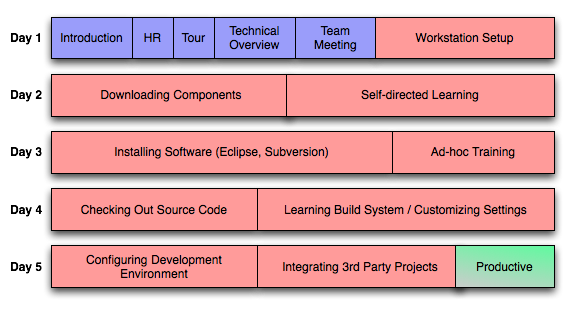 Day 1
Introduction
HR
Tour
Technical
Overview
Team
Meeting
Workstation Setup
Day 2
Downloading Components
Self-directed Learning
Day 3
Installing Software (Eclipse, Subversion)
Ad-hoc Training
Day 4
Checking Out Source Code
Learning Build System / Customizing Settings
Day 5
Configuring Development
Environment
Integrating 3rd Party Projects
Productive